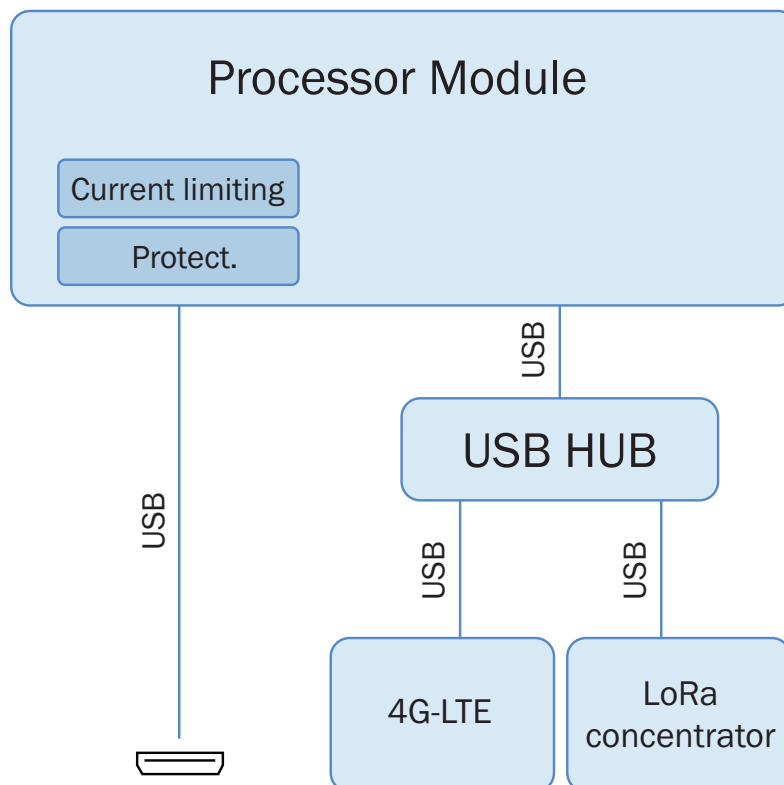 Processor Module
Current limiting
Protect.
USB
USB HUB
USB
USB
USB
4G-LTE
LoRa
concentrator